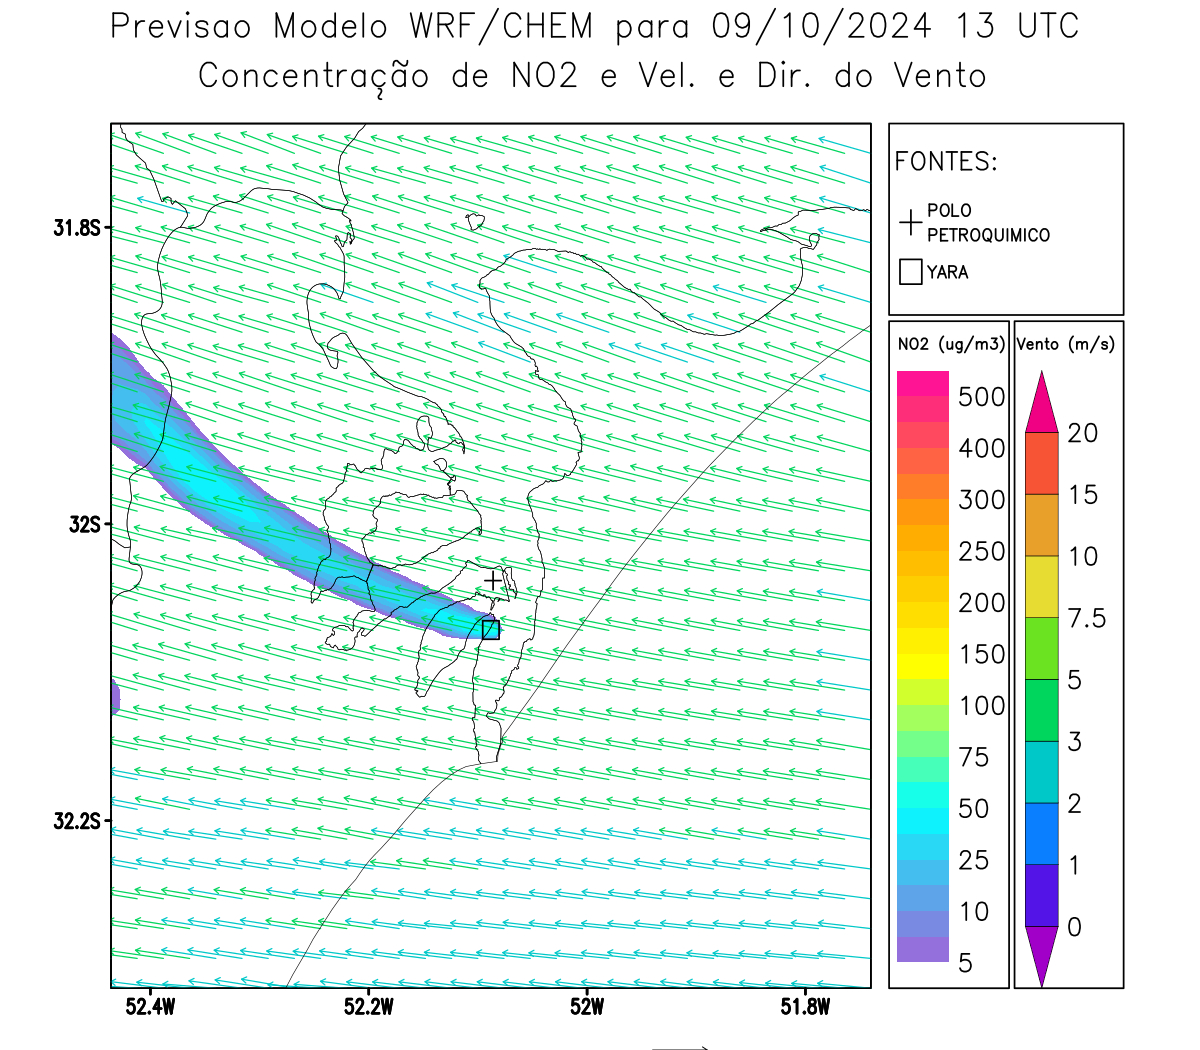 Previsao Modelo WRF/CHEM para 09/10/2024 13 UTC
Concentração de NO2 e Vel. e Dir. do Vento
FONTES:
POLO
PETROQUIMICO
YARA
NO2 (ug/m3)
500
400
300
250
200
150
100
75
50
25
10
5
Vento (m/s)
20
15
10
7.5
5
3
2
1
0
31.8S
32S
32.2S
52.4W
52.2W
52W
51.8W